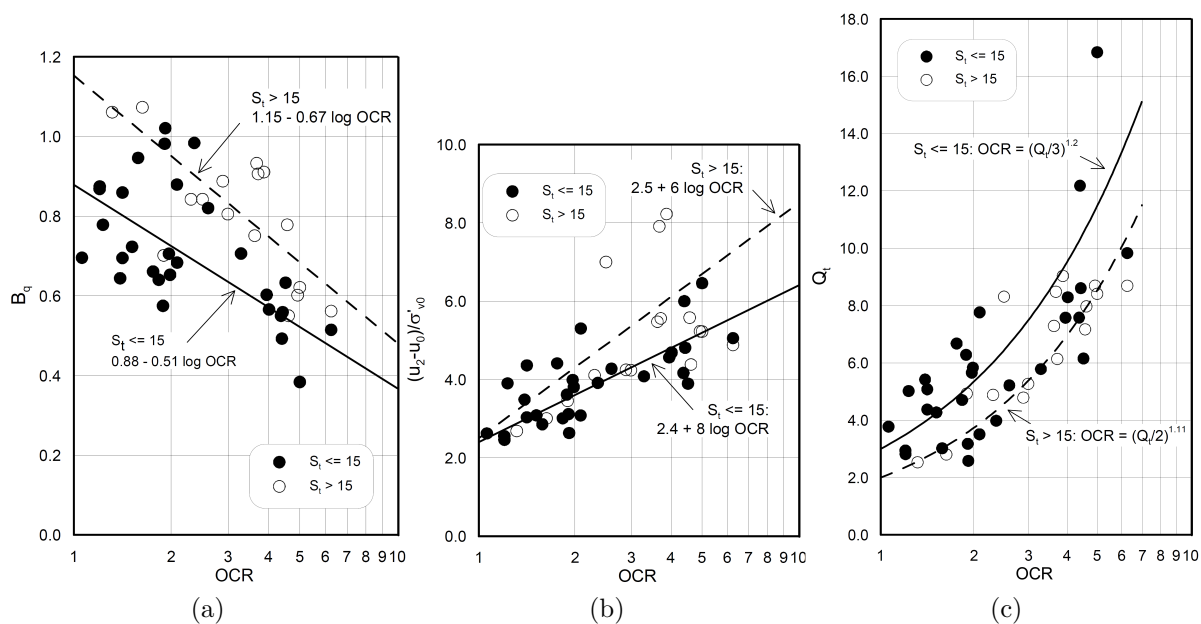 1.2
1.0
0.8
0.6
0.4
0.2
0.0
B_q
S_t > 15
1.15 - 0.67 log OCR
S_t <= 15
0.88 - 0.51 log OCR
S_t <= 15
S_t > 15
1 2 3 4 5 6 7 8 9 10
OCR
(a)
10.0
8.0
6.0
4.0
2.0
0.0
(u_2-u_0)/σ'_v0
S_t <= 15
S_t > 15
S_t > 15:
2.5 + 6 log OCR
S_t <= 15:
2.4 + 8 log OCR
1 2 3 4 5 6 7 8 9 10
OCR
(b)
18.0
16.0
14.0
12.0
10.0
8.0
6.0
4.0
2.0
0.0
Q_t
S_t <= 15
S_t > 15
S_t <= 15: OCR = (Q_t/3)^1.2
S_t > 15: OCR = (Q_t/2)^1.11
1 2 3 4 5 6 7 8 9 10
OCR
(c)